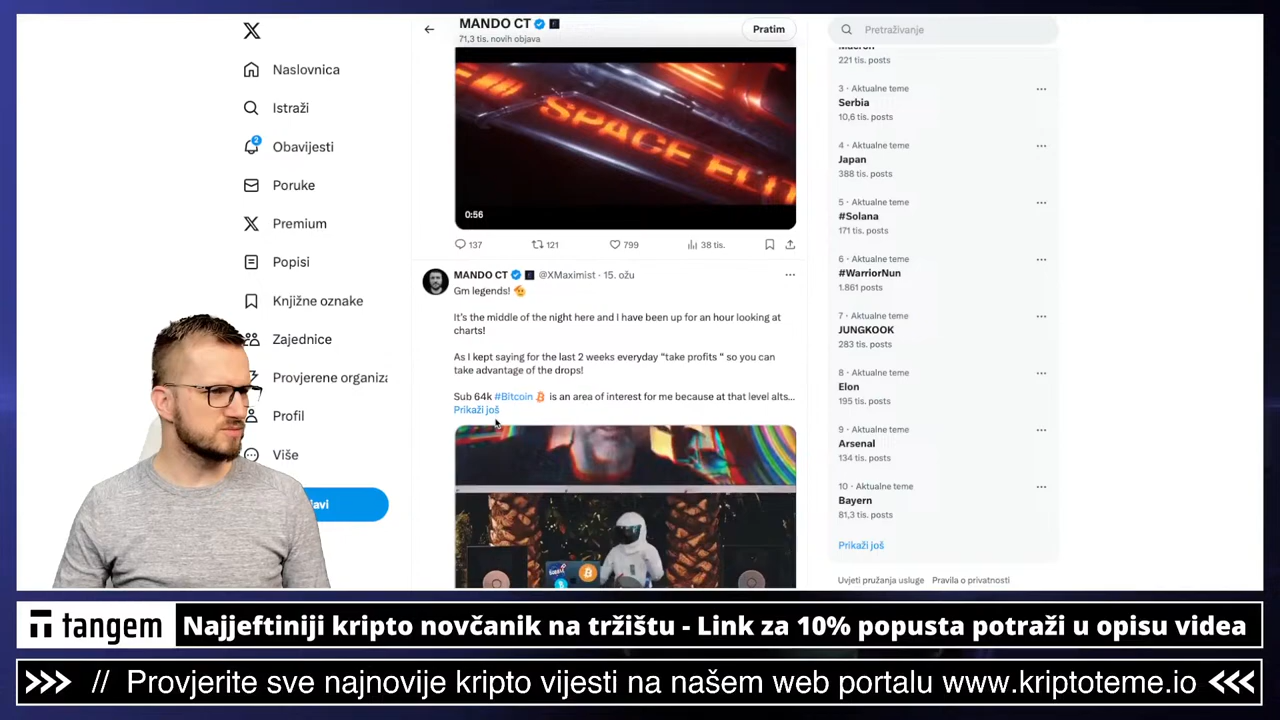 MANDO CT
71,3 tis. novih objava
Pratim
Pretraživanje
Naslovnica
Istraži
2
Obavijesti
Poruke
Premium
Popisi
Knjižne oznake
Zajednice
Provjerene organiza
Profil
Više
SPACE ELIT
0:56
137
121
799
38 tis.
MANDO CT @XMaximist · 15. ožu
Gm legends!
It's the middle of the night here and I have been up for an hour looking at
charts!
As I kept saying for the last 2 weeks everyday "take profits " so you can
take advantage of the drops!
Sub 64k #Bitcoin is an area of interest for me because at that level alts...
Prikaži još
Macron
221 tis. posts
3 · Aktualne teme
Serbia
10,6 tis. posts
4 · Aktualne teme
Japan
388 tis. posts
5 · Aktualne teme
#Solana
171 tis. posts
6 · Aktualne teme
#WarriorNun
1.861 posts
7 · Aktualne teme
JUNGKOOK
283 tis. posts
8 · Aktualne teme
Elon
195 tis. posts
9 · Aktualne teme
Arsenal
134 tis. posts
10 · Aktualne teme
Bayern
81,3 tis. posts
Prikaži još
Uvjeti pružanja usluge Pravila o privatnosti
tangem
Najjeftiniji kripto novčanik na tržištu - Link za 10% popusta potraži u opisu videa
>>> // Provjerite sve najnovije kripto vijesti na našem web portalu www.kriptoteme.io <<<